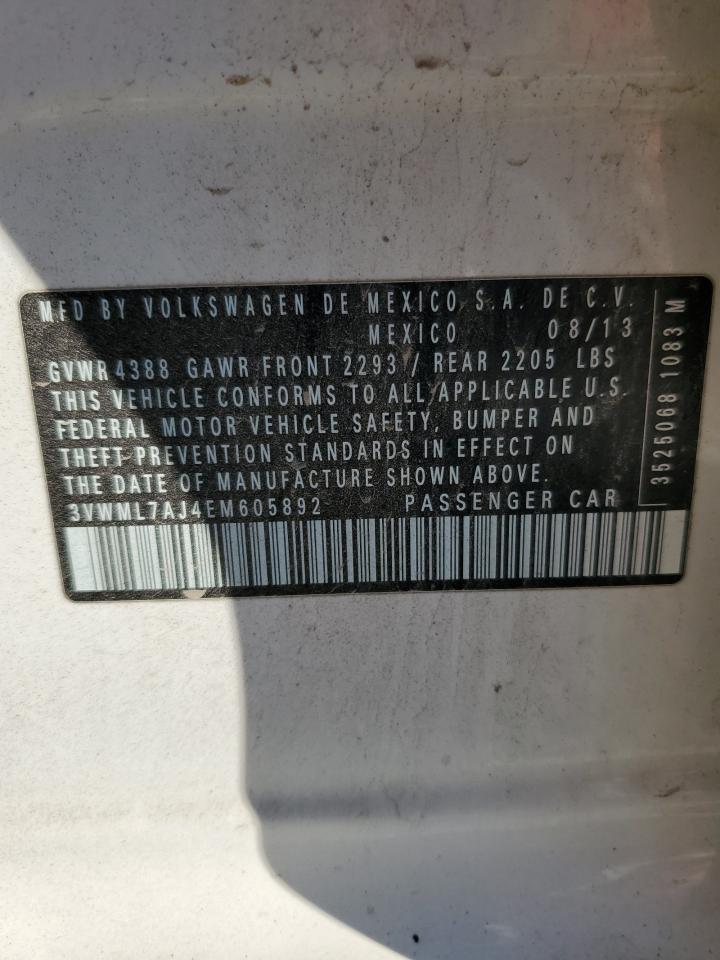 MFD BY VOLKSWAGEN DE MEXICO S.A. DE C.V.
MEXICO 08/13
GVWR 4388 GAWR FRONT 2293 / REAR 2205 LBS
THIS VEHICLE CONFORMS TO ALL APPLICABLE U.S.
FEDERAL MOTOR VEHICLE SAFETY, BUMPER AND
THEFT PREVENTION STANDARDS IN EFFECT ON
THE DATE OF MANUFACTURE SHOWN ABOVE.
3VWML7AJ4EM605892 PASSENGER CAR
3525068 1083 M